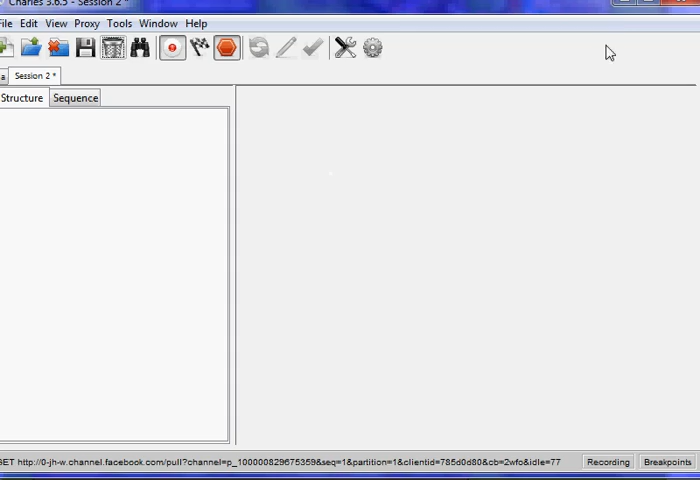 Charles 3.6.5 - Session 2 *
File Edit View Proxy Tools Window Help
a Session 2 *
Structure Sequence
GET http://0-jh-w.channel.facebook.com/pull?channel=p_100000829675359&seq=1&partition=1&clientid=785d0d80&cb=2wfo&idle=77 Recording Breakpoints